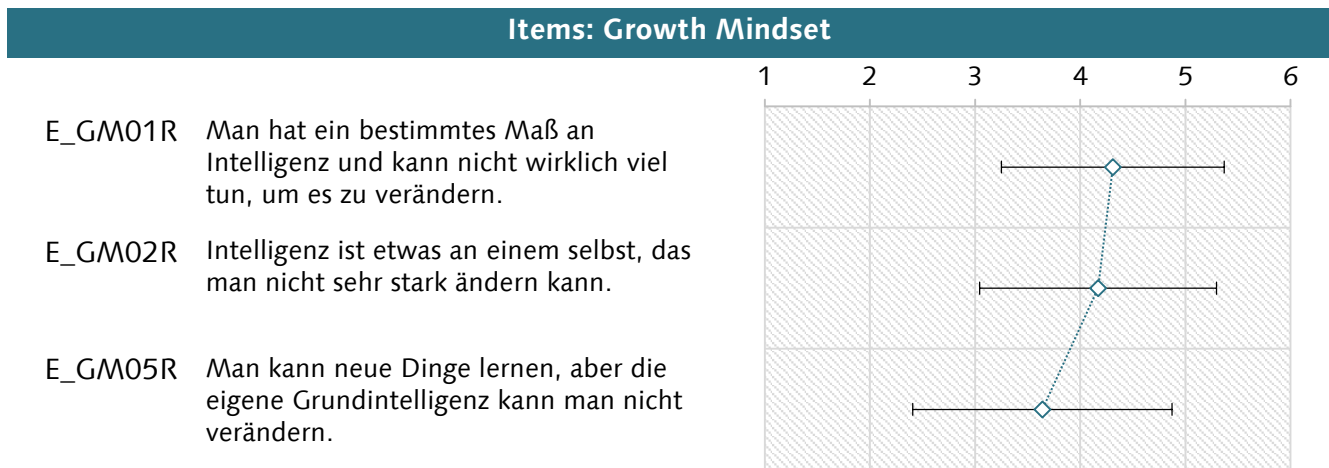 Items: Growth Mindset
1 2 3 4 5 6
E_GM01R Man hat ein bestimmtes Maß an
Intelligenz und kann nicht wirklich viel
tun, um es zu verändern.
E_GM02R Intelligenz ist etwas an einem selbst, das
man nicht sehr stark ändern kann.
E_GM05R Man kann neue Dinge lernen, aber die
eigene Grundintelligenz kann man nicht
verändern.